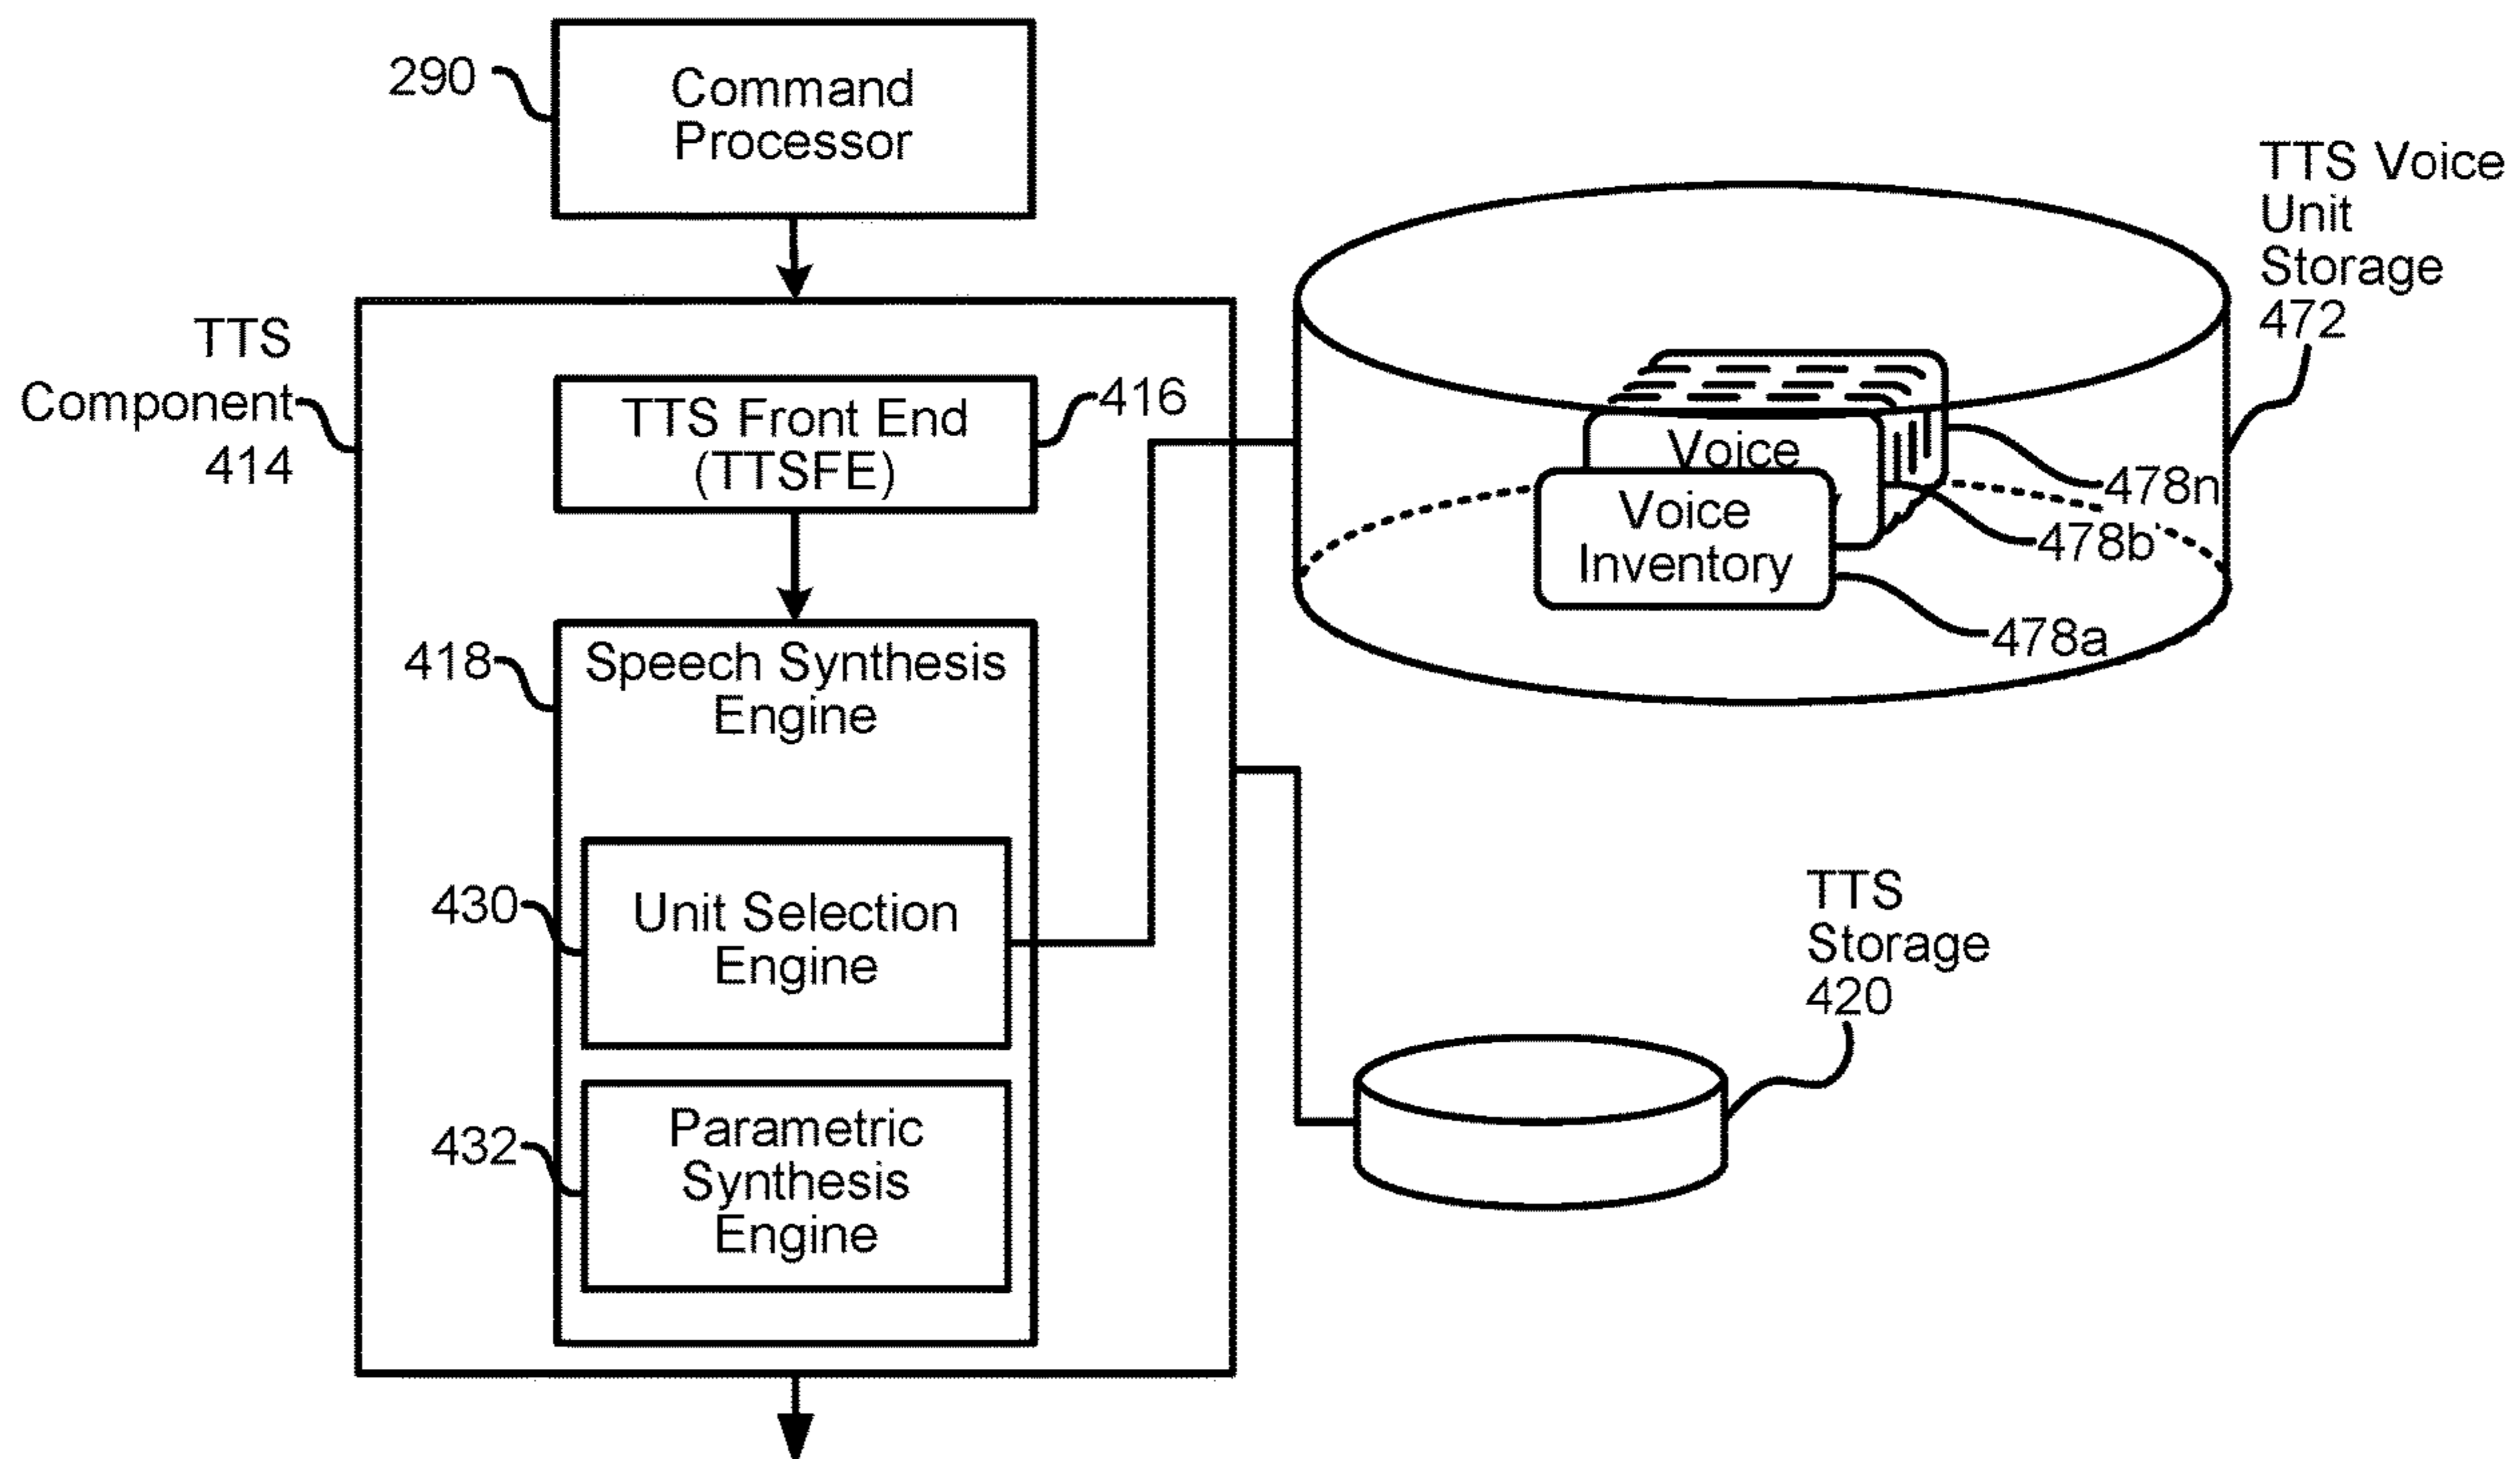 290
Command
Processor
TTS
Component
414
TTS Front End
(TTSFE)
416
418
Speech Synthesis
Engine
430
Unit Selection
Engine
432
Parametric
Synthesis
Engine
TTS Voice
Unit
Storage
472
Voice
Voice
Inventory
478n
478b
478a
TTS
Storage
420